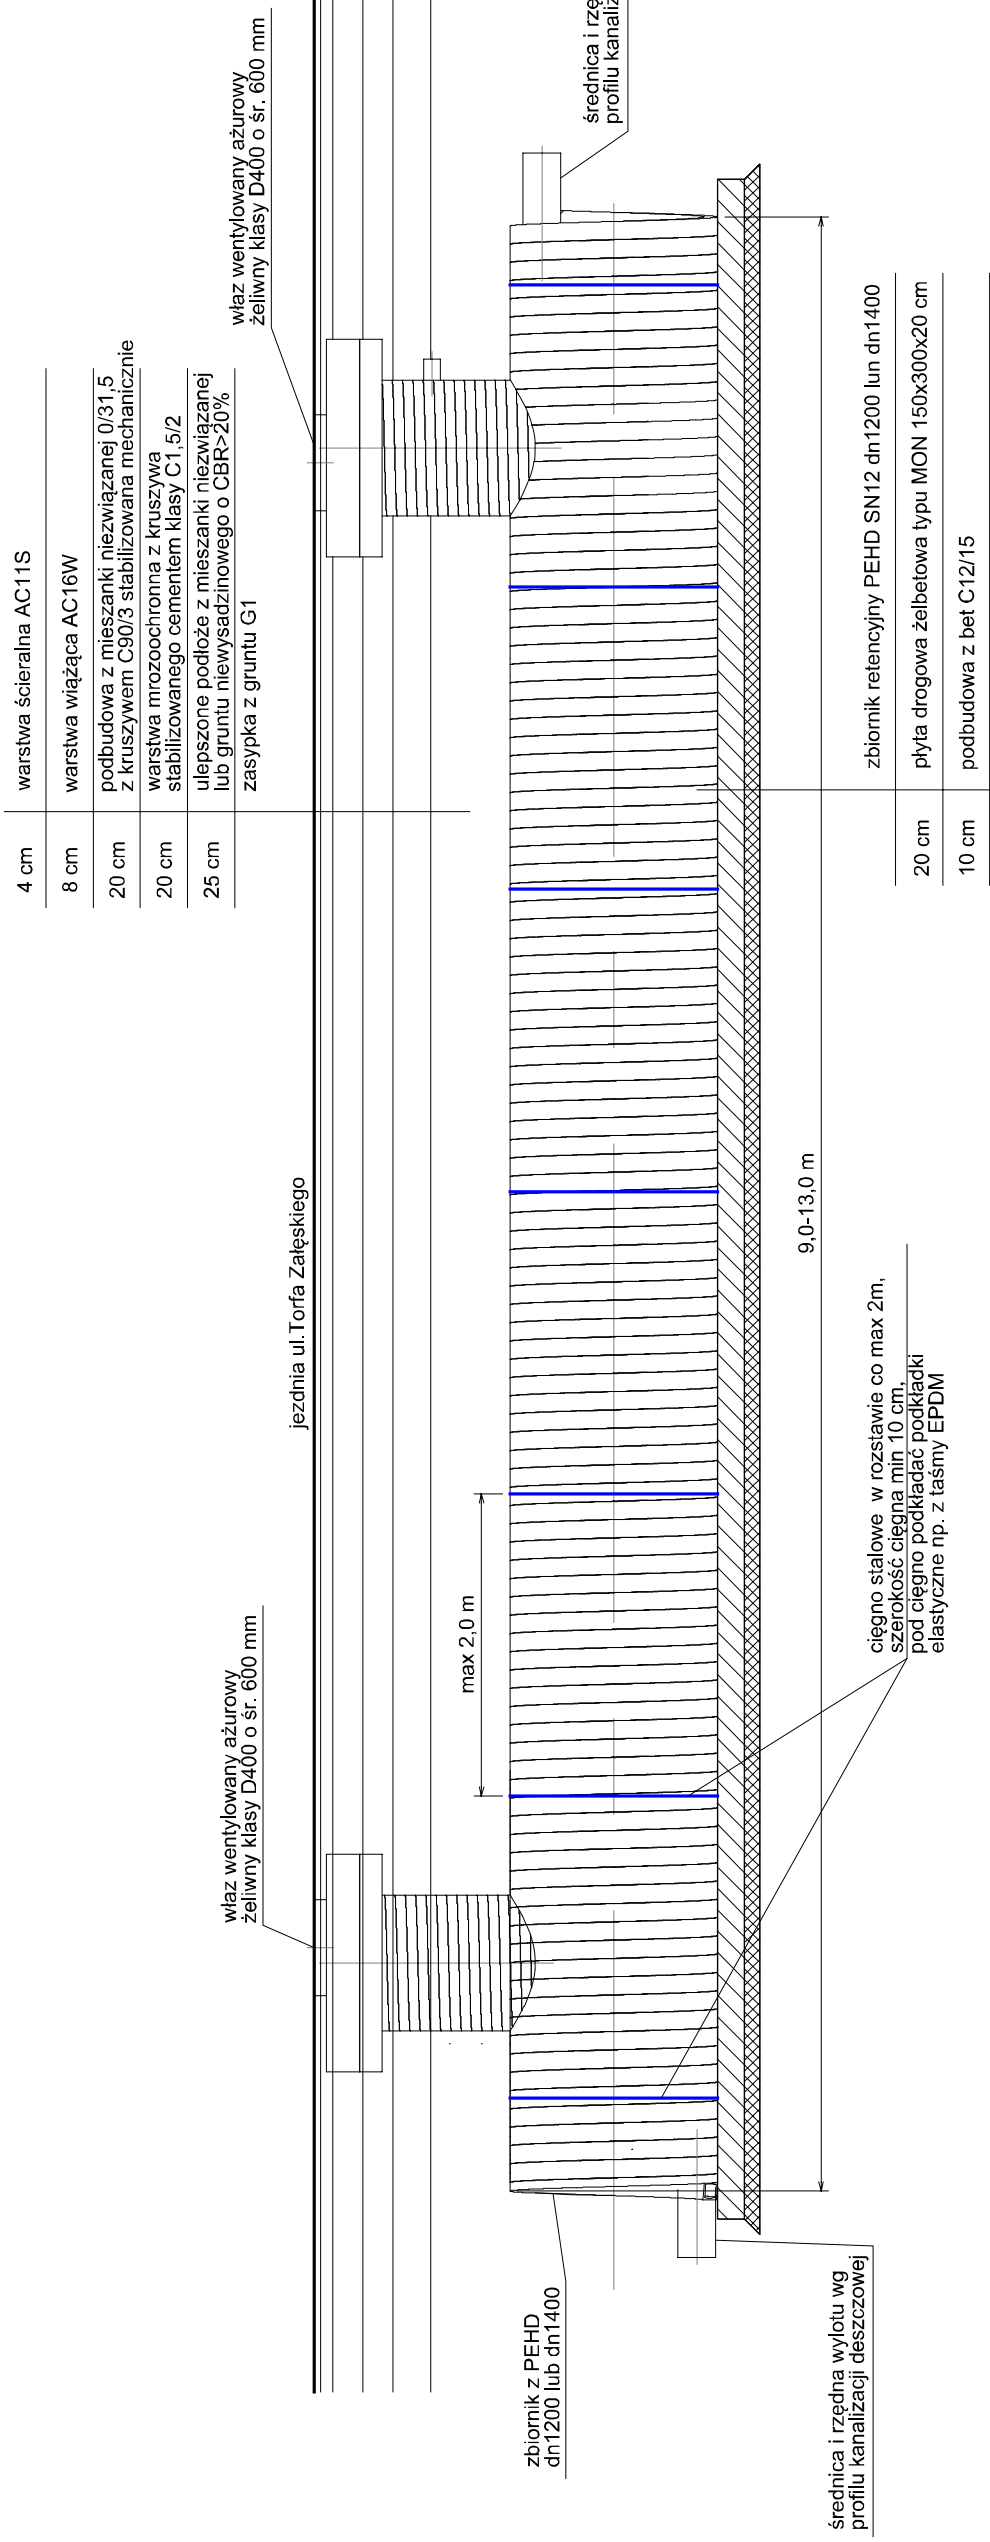 4 cm
warstwa ścieralna AC11S
8 cm
warstwa wiążąca AC16W
20 cm
podbudowa z mieszanki niezwiązanej 0/31,5
z kruszywem C90/3 stabilizowana mechanicznie
20 cm
warstwa mrozoochronna z kruszywa
stabilizowanego cementem klasy C1,5/2
25 cm
ulepszone podłoże z mieszanki niezwiązanej
lub gruntu niewysadzinowego o CBR>20%
zasypka z gruntu G1
właz wentylowany ażurowy
żeliwny klasy D400 o śr. 600 mm
właz wentylowany ażurowy
żeliwny klasy D400 o śr. 600 mm
jezdnia ul.Torfa Załęskiego
max 2,0 m
średnica i rzę
profilu kanaliz
zbiornik z PEHD
dn1200 lub dn1400
9,0-13,0 m
średnica i rzędna wylotu wg
profilu kanalizacji deszczowej
cięgno stalowe w rozstawie co max 2m,
szerokość cięgna min 10 cm,
pod cięgno podkładać podkładki
elastyczne np. z taśmy EPDM
zbiornik retencyjny PEHD SN12 dn1200 lun dn1400
20 cm
płyta drogowa żelbetowa typu MON 150x300x20 cm
10 cm
podbudowa z bet C12/15